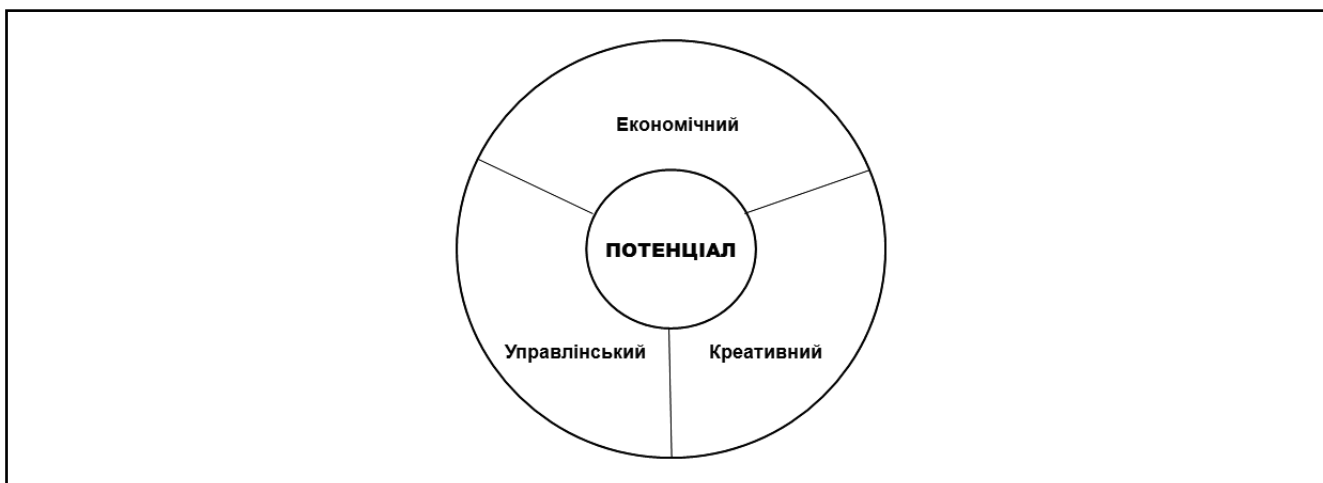 Економічний
ПОТЕНЦІАЛ
Управлінський
Креативний